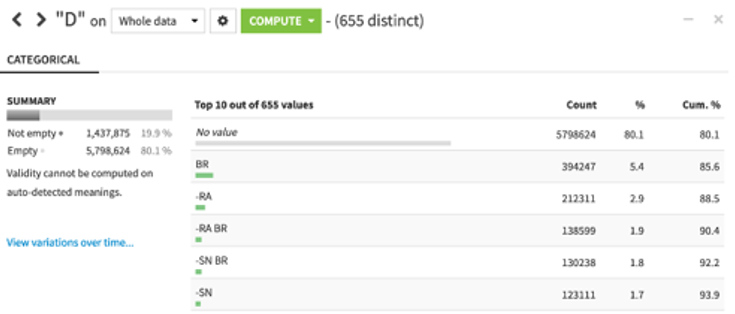 "D" on Whole data COMPUTE - (655 distinct)
CATEGORICAL
SUMMARY
Not empty 1,437,875 19.9 %
Empty 5,798,624 80.1 %
Validity cannot be computed on
auto-detected meanings.
View variations over time...
Top 10 out of 655 values Count % Cum. %
No value 5798624 80.1 80.1
BR 394247 5.4 85.6
-RA 212311 2.9 88.5
-RA BR 138599 1.9 90.4
-SN BR 130238 1.8 92.2
-SN 123111 1.7 93.9